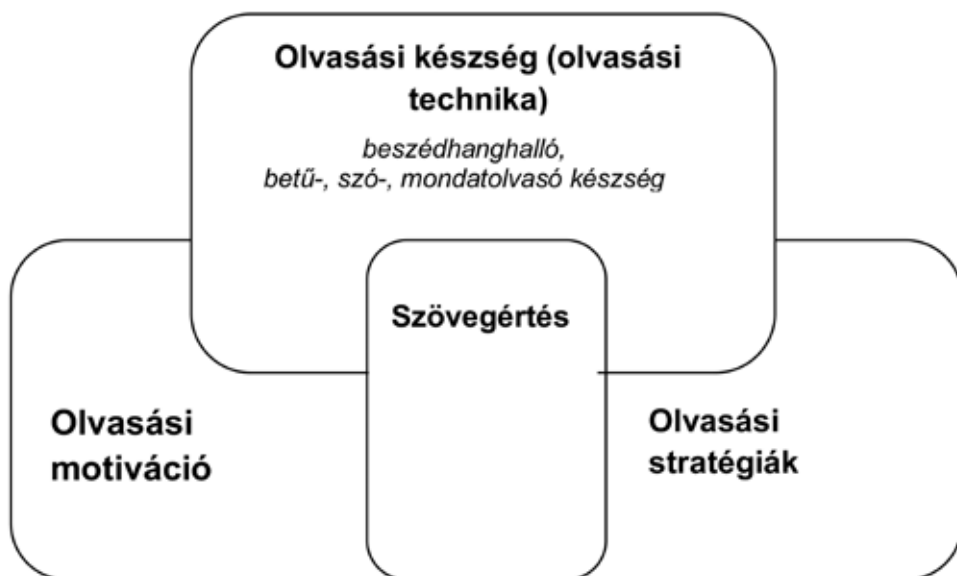 Olvasási készség (olvasási
technika)
beszédhanghalló,
betű-, szó-, mondatolvasó készség
Szövegértés
Olvasási
motiváció
Olvasási
stratégiák